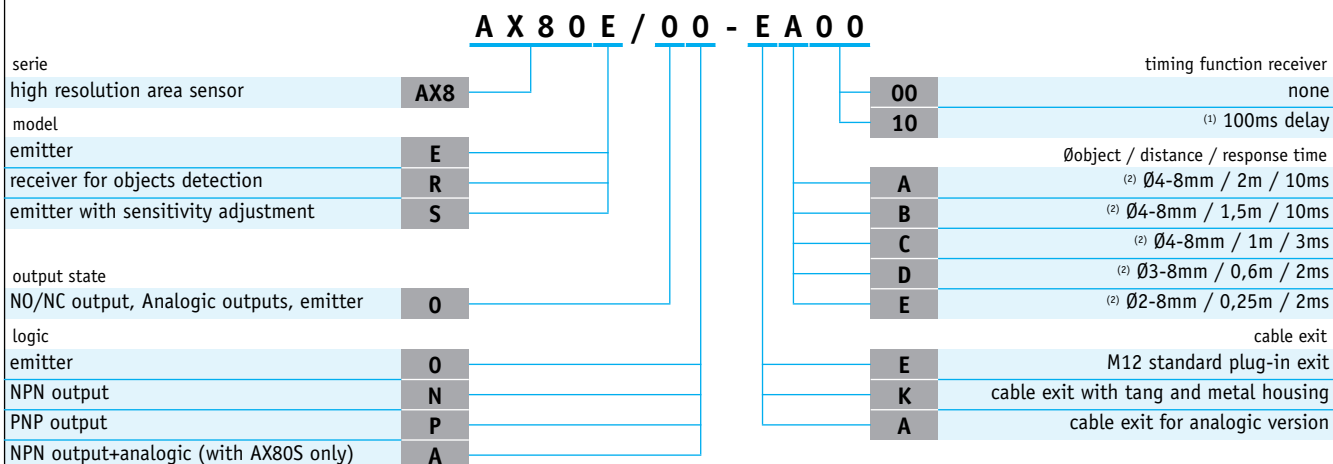 AX80E/00-EA00
serie
high resolution area sensor AX8
model
emitter E
receiver for objects detection R
emitter with sensitivity adjustment S
output state
NO/NC output, Analogic outputs, emitter 0
logic
emitter 0
NPN output N
PNP output P
NPN output+analogic (with AX80S only) A
timing function receiver
00 none
10 (1) 100ms delay
Øobject / distance / response time
A (2) Ø4-8mm / 2m / 10ms
B (2) Ø4-8mm / 1,5m / 10ms
C (2) Ø4-8mm / 1m / 3ms
D (2) Ø3-8mm / 0,6m / 2ms
E (2) Ø2-8mm / 0,25m / 2ms
cable exit
E M12 standard plug-in exit
K cable exit with tang and metal housing
A cable exit for analogic version